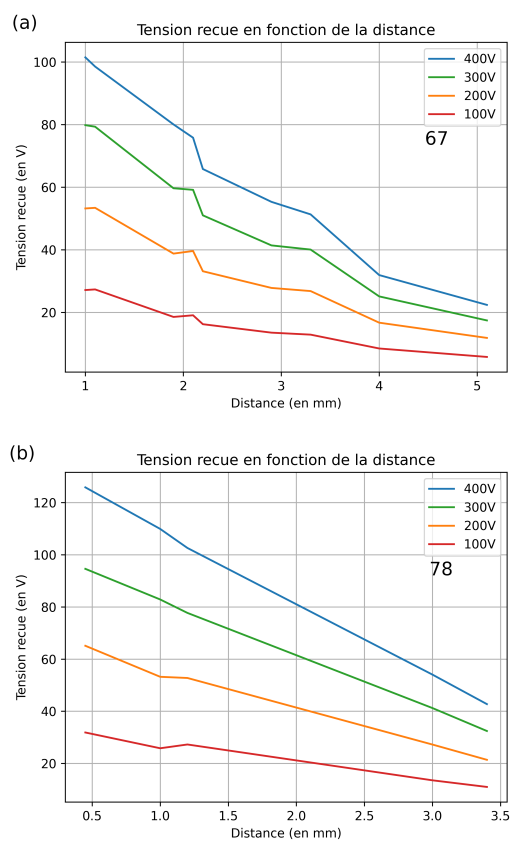 (a)
Tension recue en fonction de la distance
400V
300V
200V
100V
67
Tension recue (en V)
100
80
60
40
20
1 2 3 4 5
Distance (en mm)
(b)
Tension recue en fonction de la distance
400V
300V
200V
100V
78
Tension recue (en V)
120
100
80
60
40
20
0.5 1.0 1.5 2.0 2.5 3.0 3.5
Distance (en mm)